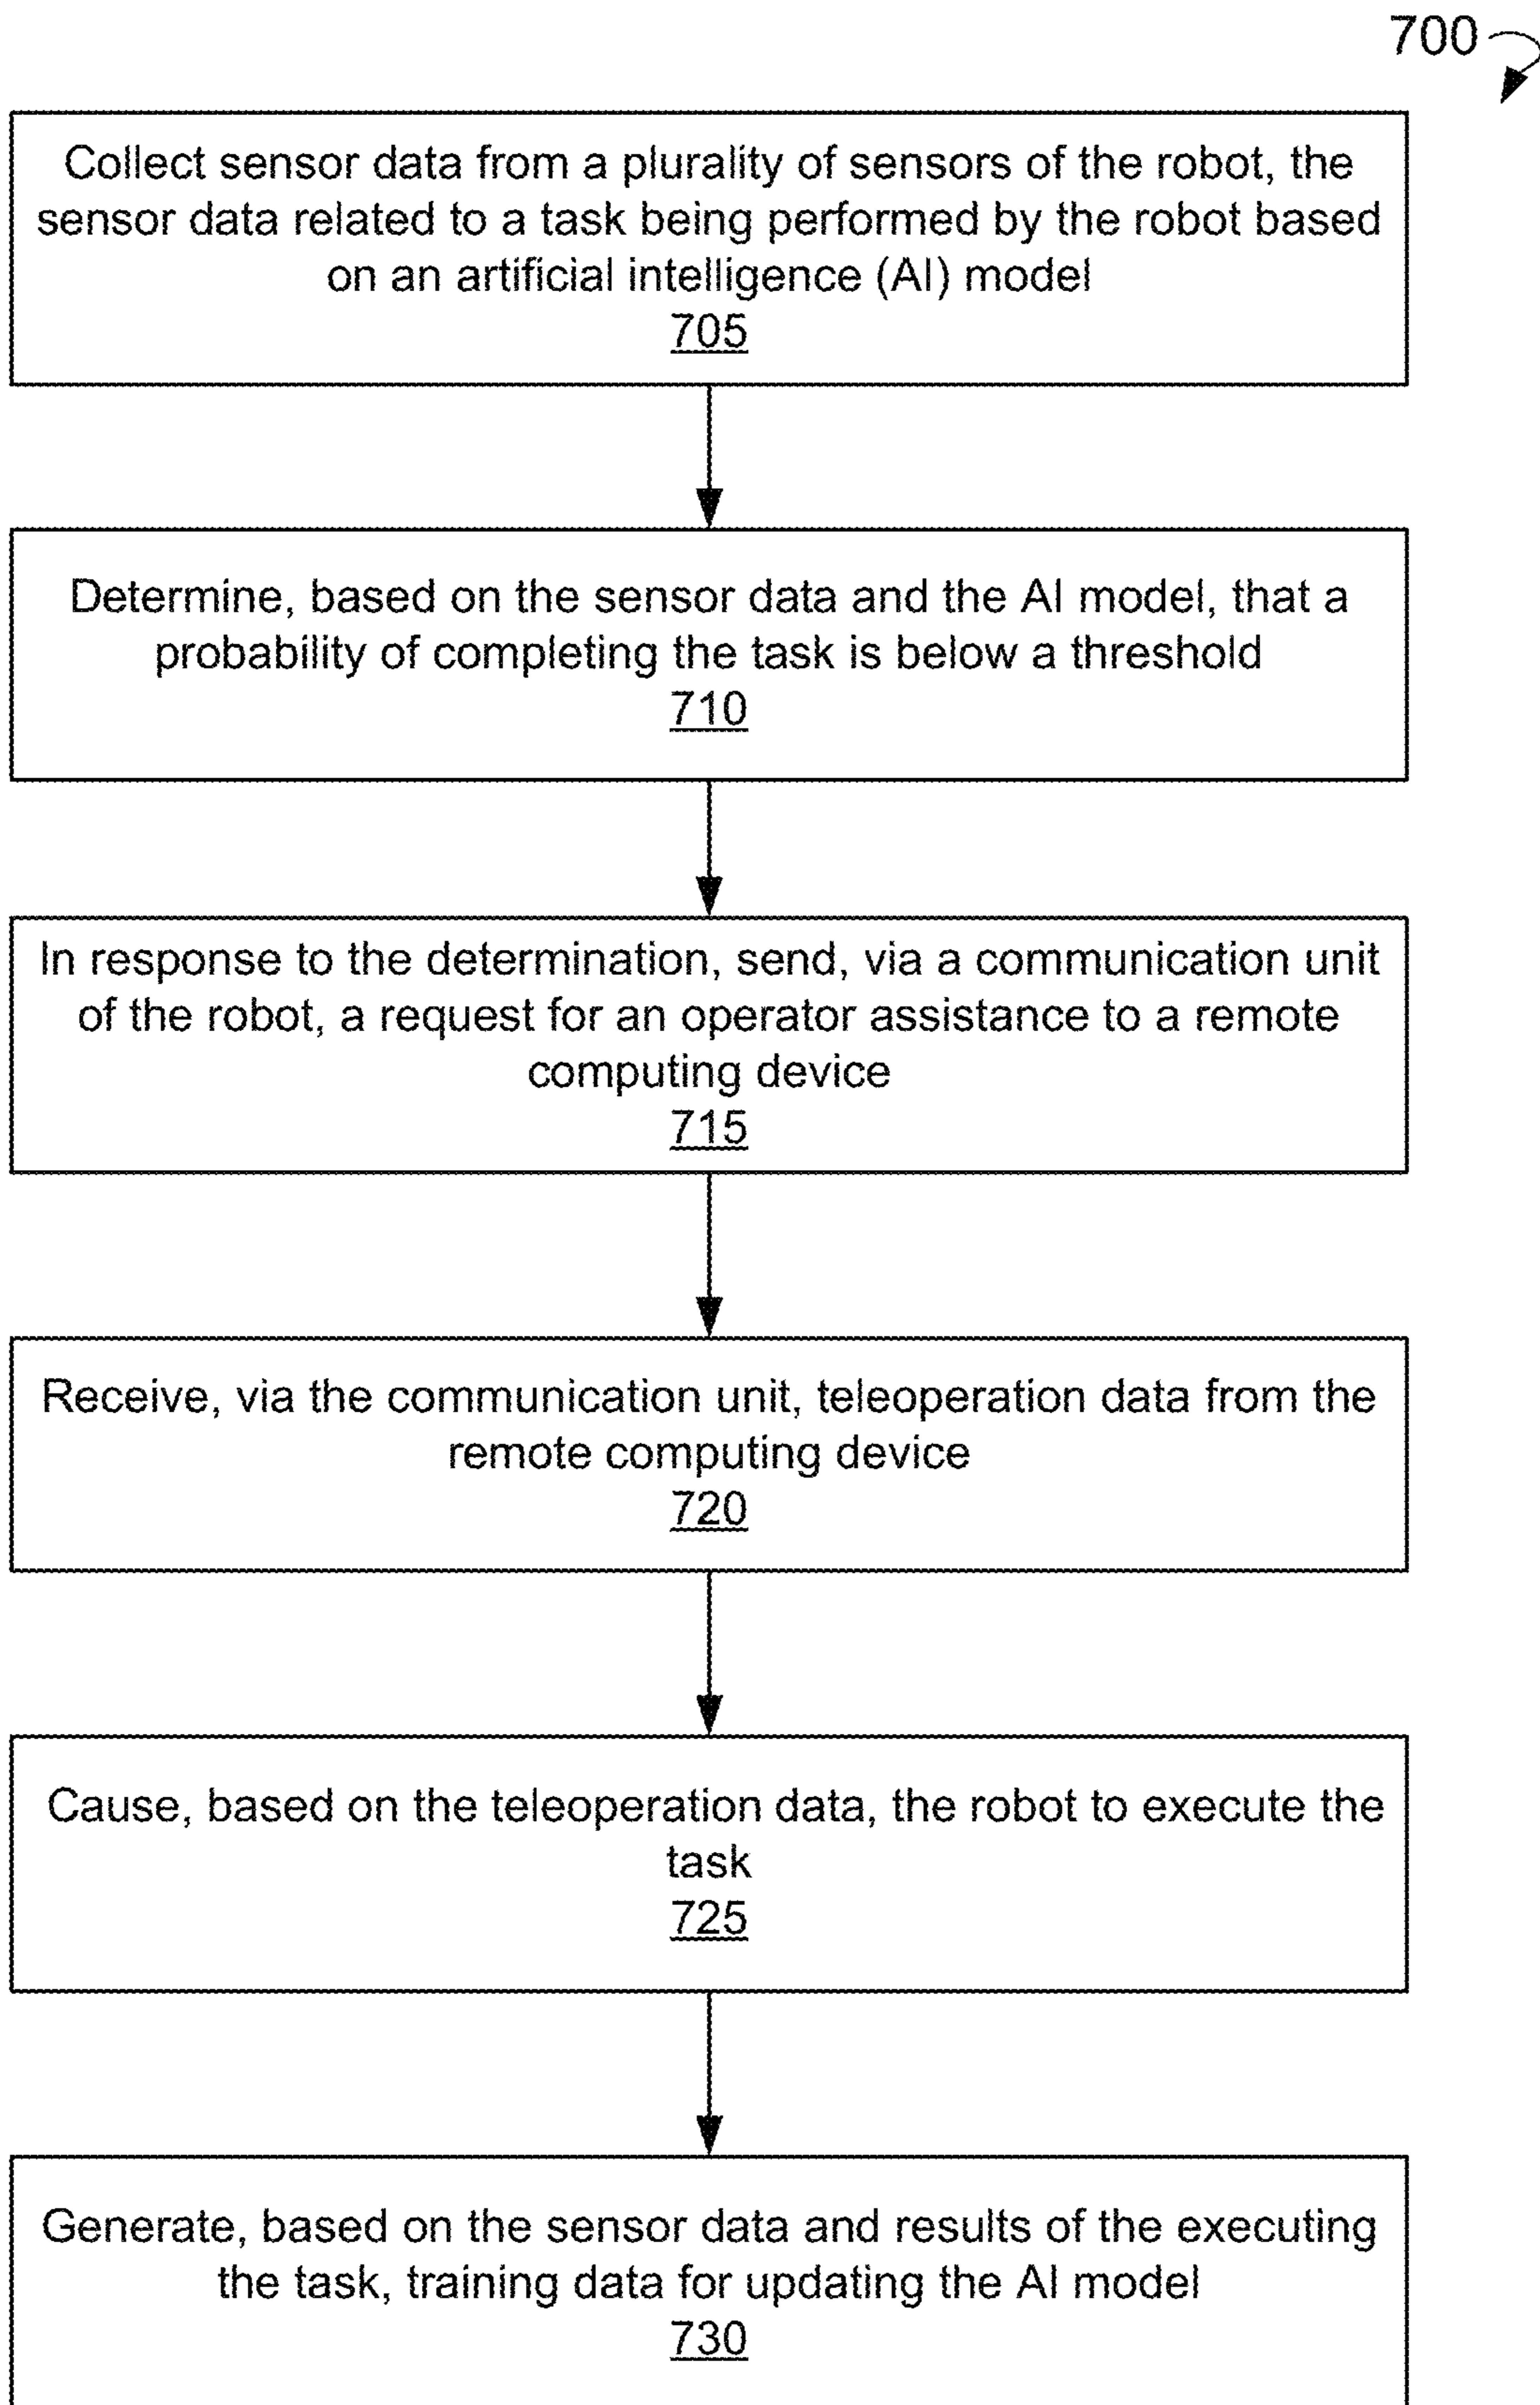 700
Collect sensor data from a plurality of sensors of the robot, the
sensor data related to a task being performed by the robot based
on an artificial intelligence (AI) model
705
Determine, based on the sensor data and the AI model, that a
probability of completing the task is below a threshold
710
In response to the determination, send, via a communication unit
of the robot, a request for an operator assistance to a remote
computing device
715
Receive, via the communication unit, teleoperation data from the
remote computing device
720
Cause, based on the teleoperation data, the robot to execute the
task
725
Generate, based on the sensor data and results of the executing
the task, training data for updating the AI model
730